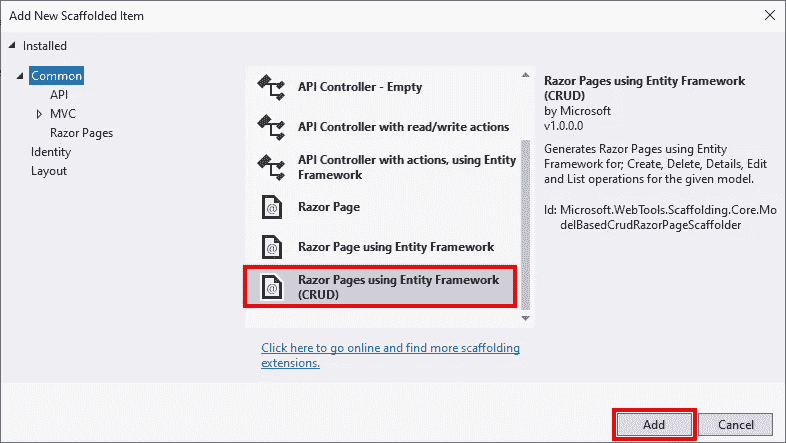 Add New Scaffolded Item
Installed
Common
API
MVC
Razor Pages
Identity
Layout
API Controller - Empty
API Controller with read/write actions
API Controller with actions, using Entity
Framework
Razor Page
Razor Page using Entity Framework
Razor Pages using Entity Framework
(CRUD)
Click here to go online and find more scaffolding
extensions.
Razor Pages using Entity Framework
(CRUD)
by Microsoft
v1.0.0.0
Generates Razor Pages using Entity
Framework for; Create, Delete, Details, Edit
and List operations for the given model.
Id: Microsoft.WebTools.Scaffolding.Core.Mo
delBasedCrudRazorPageScaffolder
Add
Cancel